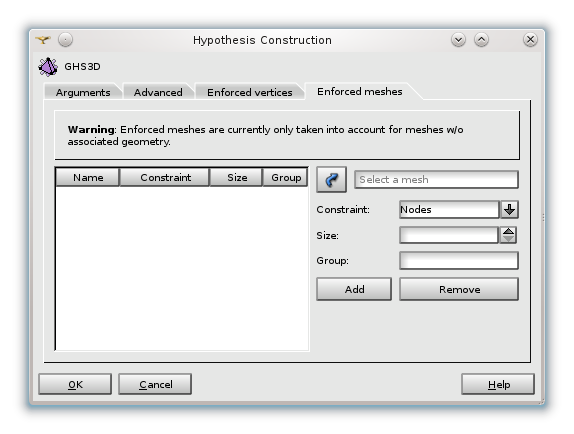 Hypothesis Construction
GHS3D
Arguments Advanced Enforced vertices Enforced meshes
Warning: Enforced meshes are currently only taken into account for meshes w/o
associated geometry.
Name Constraint Size Group
Select a mesh
Constraint: Nodes
Size:
Group:
Add Remove
OK Cancel Help